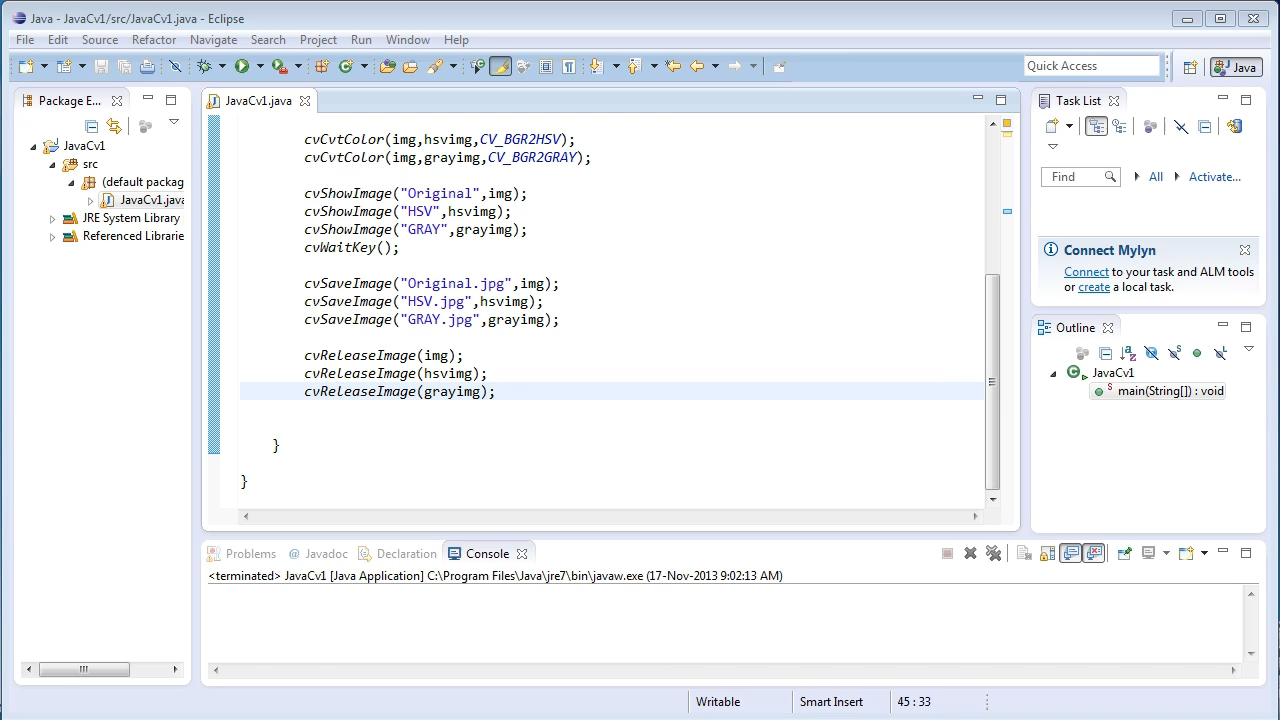 Java - JavaCv1/src/JavaCv1.java - Eclipse
File Edit Source Refactor Navigate Search Project Run Window Help
Quick Access
Java
Package E...
JavaCv1
src
(default packag
JavaCv1.java
JRE System Library
Referenced Librarie
JavaCv1.java
cvCvtColor(img,hsvimg,CV_BGR2HSV);
cvCvtColor(img,grayimg,CV_BGR2GRAY);
cvShowImage("Original",img);
cvShowImage("HSV",hsvimg);
cvShowImage("GRAY",grayimg);
cvWaitKey();
cvSaveImage("Original.jpg",img);
cvSaveImage("HSV.jpg",hsvimg);
cvSaveImage("GRAY.jpg",grayimg);
cvReleaseImage(img);
cvReleaseImage(hsvimg);
cvReleaseImage(grayimg);
}
}
Task List
Find
All
Activate...
Connect Mylyn
Connect to your task and ALM tools
or create a local task.
Outline
JavaCv1
main(String[]) : void
Problems @ Javadoc Declaration Console
<terminated> JavaCv1 [Java Application] C:\Program Files\Java\jre7\bin\javaw.exe (17-Nov-2013 9:02:13 AM)
Writable
Smart Insert
45 : 33